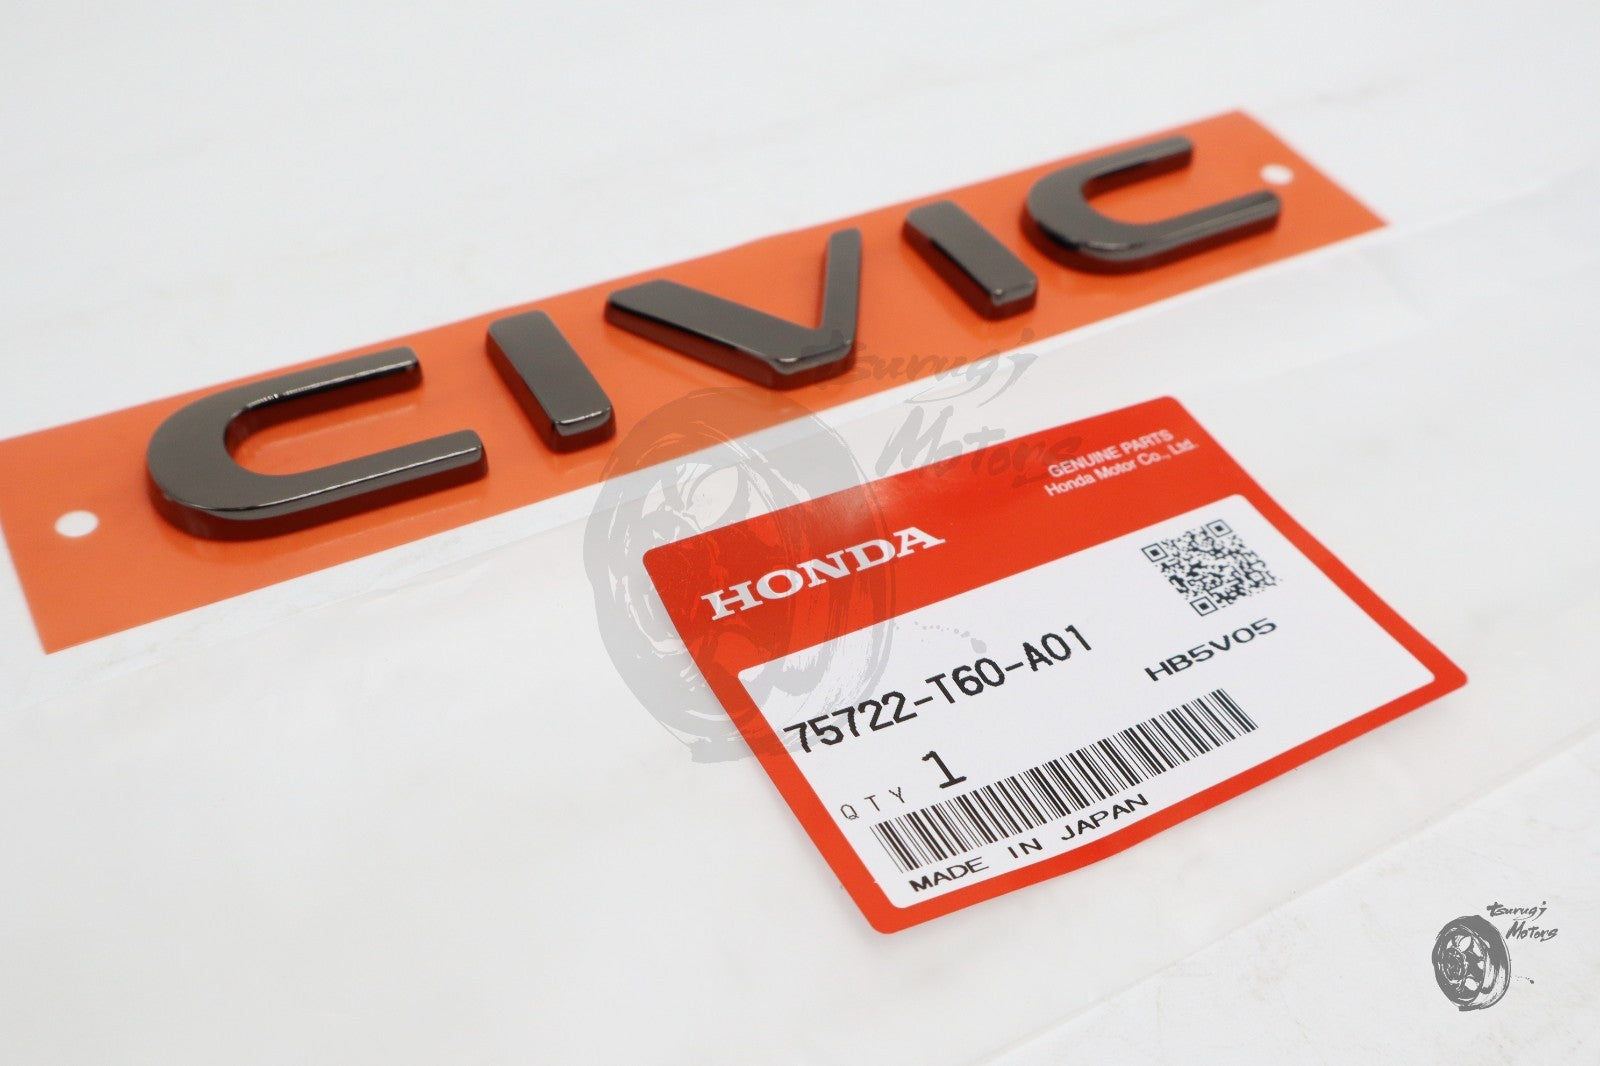 CIVIC
tsurugi
Motors
GENUINE PARTS
Honda Motor Co., Ltd.
HONDA
75722-T60-A01
HB5V05
QTY 1
MADE IN JAPAN
tsurugi
Motors